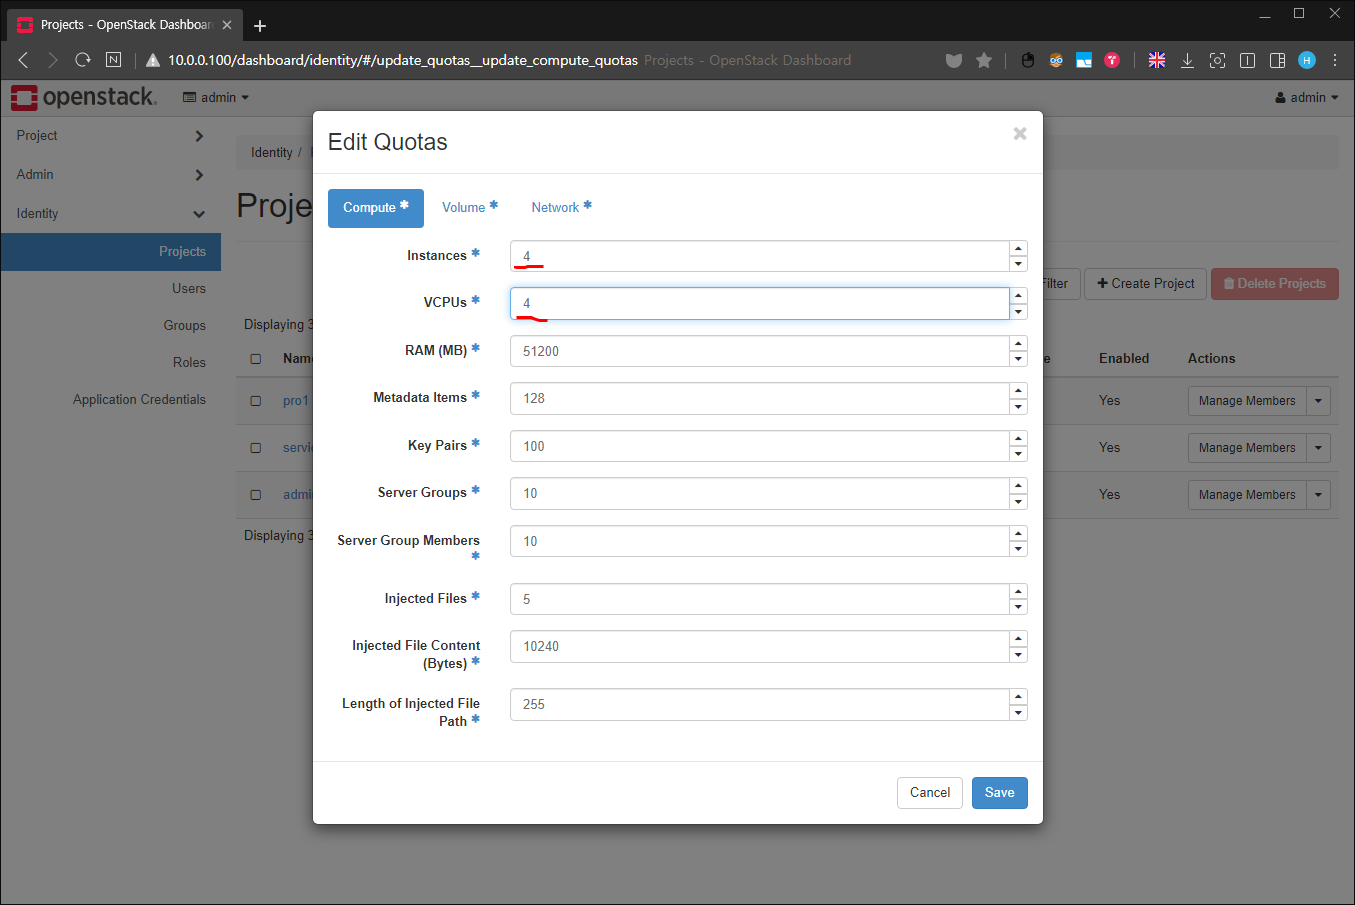 Projects - OpenStack Dashboar
10.0.0.100/dashboard/identity/#/update_quotas__update_compute_quotas Projects - OpenStack Dashboard
openstack. admin
admin
Project
Admin
Identity
Projects
Users
Groups
Roles
Application Credentials
Identity /
Proje
Filter
Create Project
Delete Projects
Displaying 3
Name
Enabled
Actions
pro1
Yes
Manage Members
servi
Yes
Manage Members
admi
Yes
Manage Members
Displaying 3
Edit Quotas
×
Compute *
Volume *
Network *
Instances *
4
VCPUs *
4
RAM (MB) *
51200
Metadata Items *
128
Key Pairs *
100
Server Groups *
10
Server Group Members
*
10
Injected Files *
5
Injected File Content
(Bytes) *
10240
Length of Injected File
Path *
255
Cancel
Save